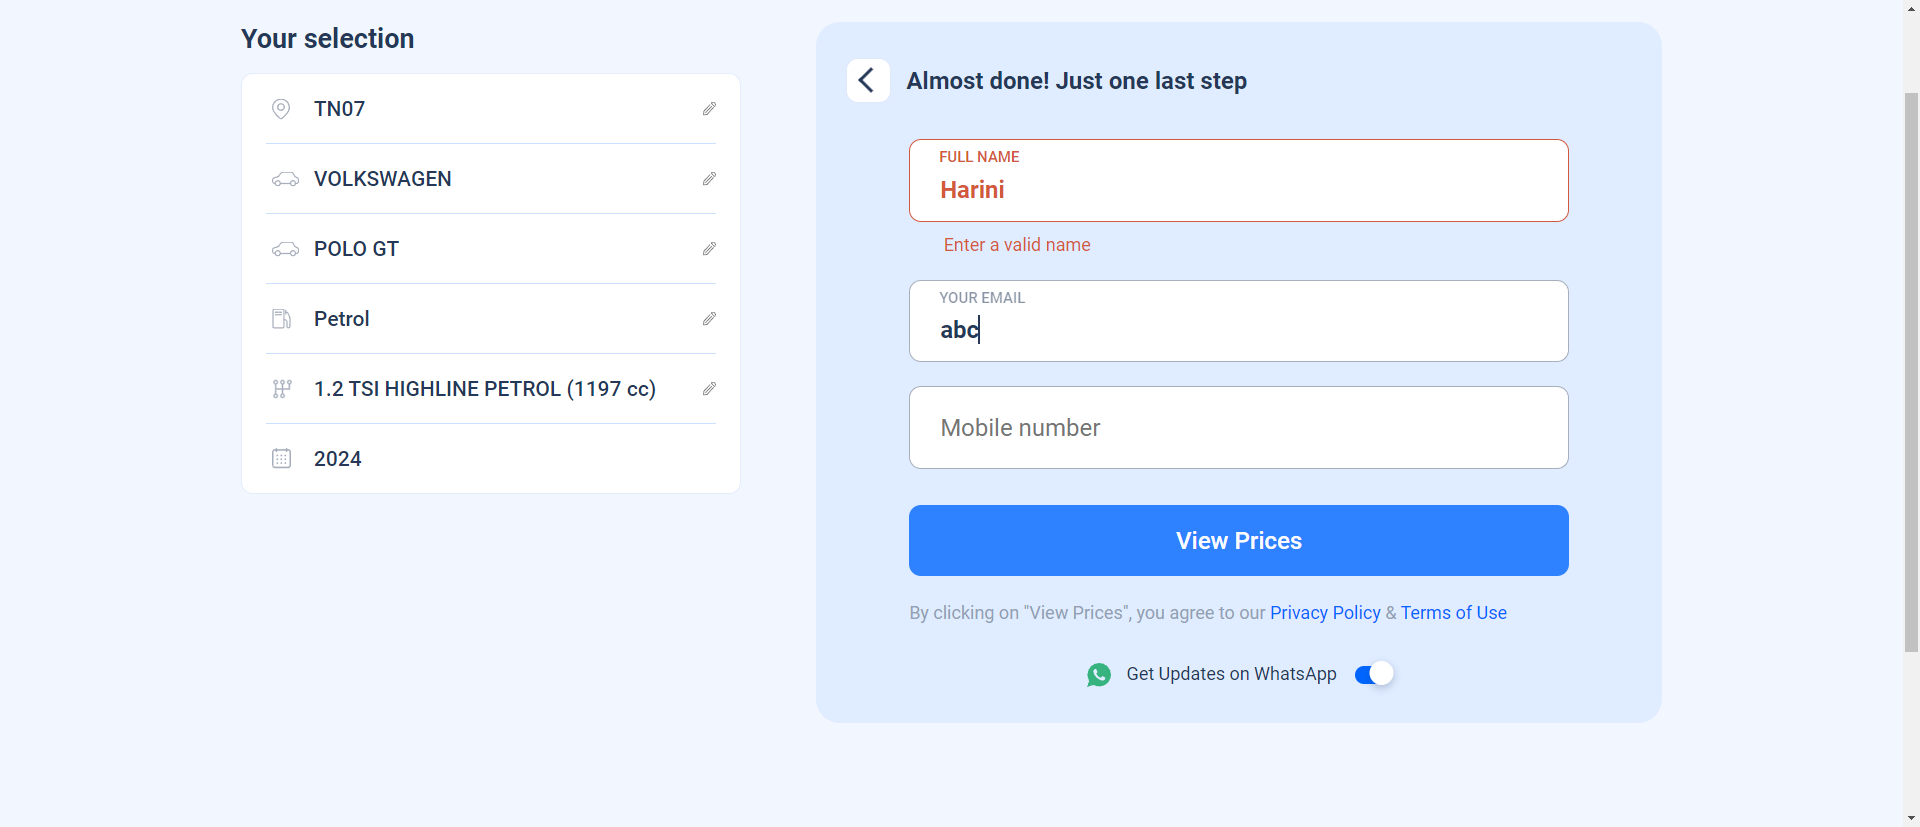 Your selection
TN07
VOLKSWAGEN
POLO GT
Petrol
1.2 TSI HIGHLINE PETROL (1197 cc)
2024
Almost done! Just one last step
FULL NAME
Harini
Enter a valid name
YOUR EMAIL
abc
Mobile number
View Prices
By clicking on "View Prices", you agree to our Privacy Policy & Terms of Use
Get Updates on WhatsApp